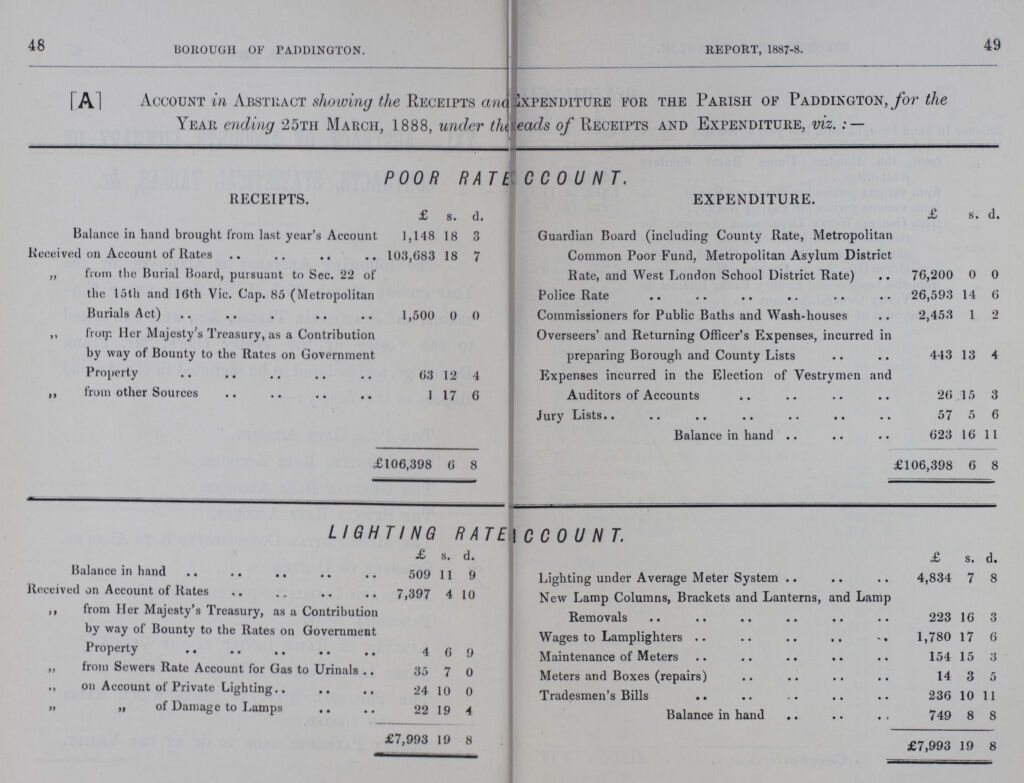 48 BOROUGH OF PADDINGTON.
REPORT, 1887-8. 49
[A] ACCOUNT in ABSTRACT showing the RECEIPTS and EXPENDITURE FOR THE PARISH OF PADDINGTON, for the
YEAR ending 25TH MARCH, 1888, under the eads of RECEIPTS AND EXPENDITURE, viz. :—
POOR RATE CCOUNT.
RECEIPTS.
£ s. d.
Balance in hand brought from last year's Account 1,148 18 3
Received on Account of Rates .. .. .. .. 103,683 18 7
„ from the Burial Board, pursuant to Sec. 22 of
the 15th and 16th Vic. Cap. 85 (Metropolitan
Burials Act) .. .. .. .. .. 1,500 0 0
„ from Her Majesty's Treasury, as a Contribution
by way of Bounty to the Rates on Government
Property .. .. .. .. .. 63 12 4
„ from other Sources .. .. .. .. .. 1 17 6
£106,398 6 8
EXPENDITURE.
£ s. d.
Guardian Board (including County Rate, Metropolitan
Common Poor Fund, Metropolitan Asylum District
Rate, and West London School District Rate) .. 76,200 0 0
Police Rate .. .. .. .. .. .. 26,593 14 6
Commissioners for Public Baths and Wash-houses .. 2,453 1 2
Overseers' and Returning Officer's Expenses, incurred in
preparing Borough and County Lists .. .. 443 13 4
Expenses incurred in the Election of Vestrymen and
Auditors of Accounts .. .. .. .. 26 15 3
Jury Lists.. .. .. .. .. .. .. 57 5 6
Balance in hand .. .. .. 623 16 11
£106,398 6 8
LIGHTING RATE CCOUNT.
£ s. d.
Balance in hand .. .. .. .. .. 509 11 9
Received on Account of Rates .. .. .. .. 7,397 4 10
„ from Her Majesty's Treasury, as a Contribution
by way of Bounty to the Rates on Government
Property .. .. .. .. .. 4 6 9
„ from Sewers Rate Account for Gas to Urinals .. 35 7 0
„ on Account of Private Lighting.. .. .. 24 10 0
„ „ of Damage to Lamps .. .. 22 19 4
£7,993 19 8
£ s. d.
Lighting under Average Meter System .. .. .. 4,834 7 8
New Lamp Columns, Brackets and Lanterns, and Lamp
Removals .. .. .. .. .. .. 223 16 3
Wages to Lamplighters .. .. .. .. .. 1,780 17 6
Maintenance of Meters .. .. .. .. .. 154 15 3
Meters and Boxes (repairs) .. .. .. .. 14 3 5
Tradesmen's Bills .. .. .. .. .. 236 10 11
Balance in hand .. .. .. 749 8 8
£7,993 19 8